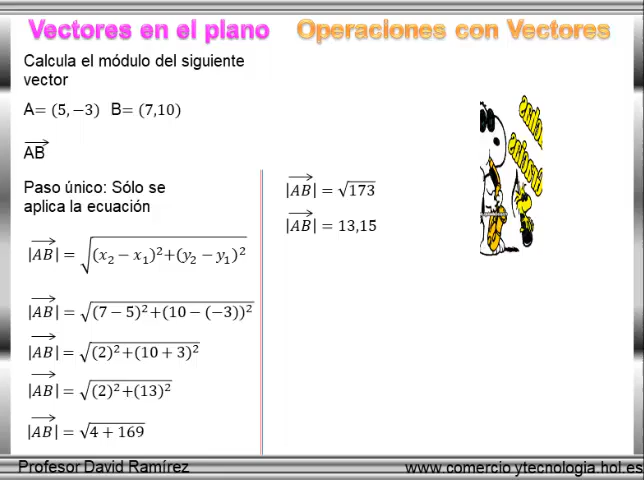 Vectores en el plano Operaciones con Vectores
Calcula el módulo del siguiente
vector
A= (5, −3) B= (7,10)
AB→
Paso único: Sólo se
aplica la ecuación
|AB→| = √((x₂ − x₁)²+(y₂ − y₁)²)
|AB→| = √((7 − 5)²+(10 − (−3))²)
|AB→| = √((2)²+(10 + 3)²)
|AB→| = √((2)²+(13)²)
|AB→| = √(4 + 169)
|AB→| = √173
|AB→| = 13,15
Profesor David Ramírez www.comercioytecnologia.hol.es